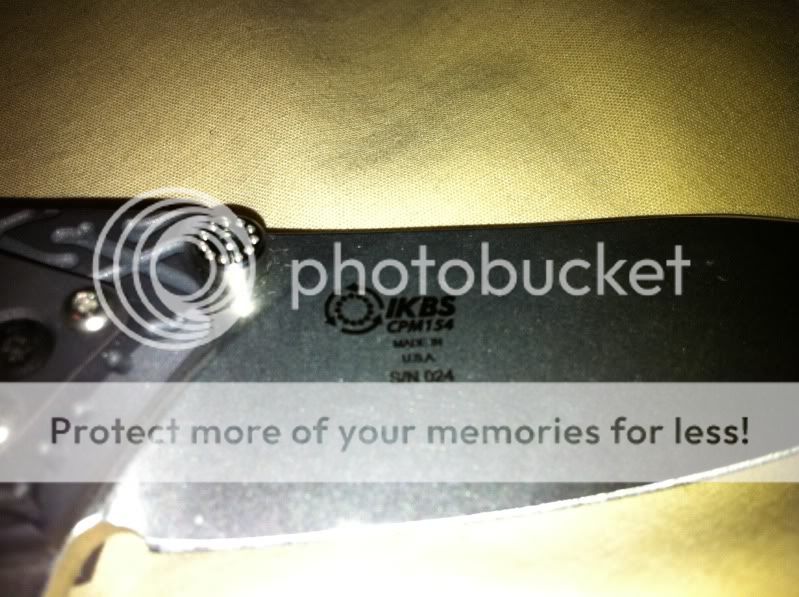 photobucket
IKBS
CPM154
MADE IN
U.S.A.
S/N 024
Protect more of your memories for less!